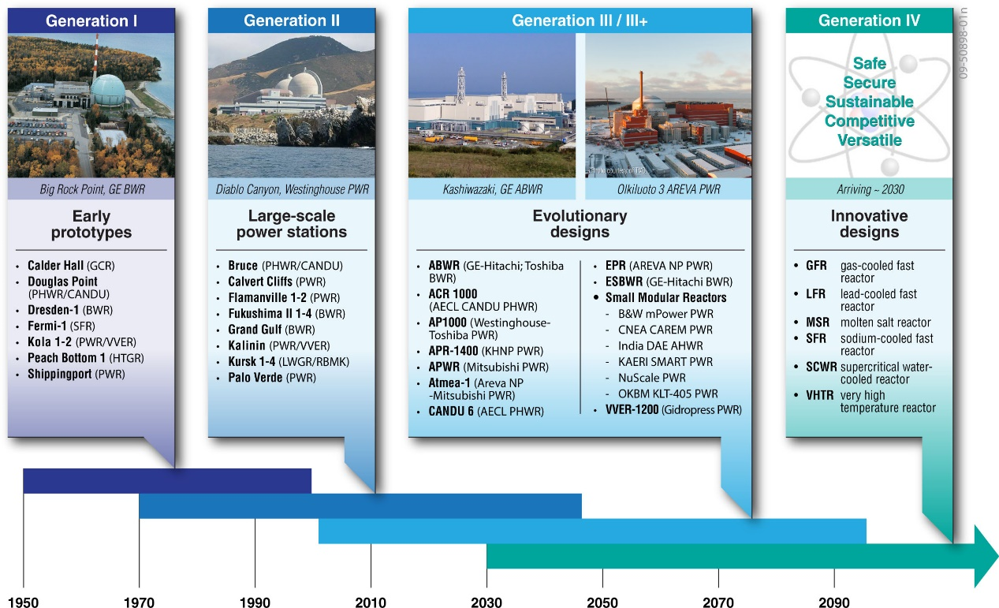 Generation I
Big Rock Point, GE BWR
Early
prototypes
• Calder Hall (GCR)
• Douglas Point
(PHWR/CANDU)
• Dresden-1 (BWR)
• Fermi-1 (SFR)
• Kola 1-2 (PWR/VVER)
• Peach Bottom 1 (HTGR)
• Shippingport (PWR)
Generation II
Diablo Canyon, Westinghouse PWR
Large-scale
power stations
• Bruce (PHWR/CANDU)
• Calvert Cliffs (PWR)
• Flamanville 1-2 (PWR)
• Fukushima II 1-4 (BWR)
• Grand Gulf (BWR)
• Kalinin (PWR/VVER)
• Kursk 1-4 (LWGR/RBMK)
• Palo Verde (PWR)
Generation III / III+
Kashiwazaki, GE ABWR
(Photo courtesy of TVO)
Olkiluoto 3 AREVA PWR
Evolutionary
designs
• ABWR (GE-Hitachi; Toshiba
BWR)
• ACR 1000
(AECL CANDU PHWR)
• AP1000 (Westinghouse-
Toshiba PWR)
• APR-1400 (KHNP PWR)
• APWR (Mitsubishi PWR)
• Atmea-1 (Areva NP
-Mitsubishi PWR)
• CANDU 6 (AECL PHWR)
• EPR (AREVA NP PWR)
• ESBWR (GE-Hitachi BWR)
• Small Modular Reactors
- B&W mPower PWR
- CNEA CAREM PWR
- India DAE AHWR
- KAERI SMART PWR
- NuScale PWR
- OKBM KLT-405 PWR
• VVER-1200 (Gidropress PWR)
Generation IV
Safe
Secure
Sustainable
Competitive
Versatile
Arriving ~ 2030
Innovative
designs
• GFR gas-cooled fast
reactor
• LFR lead-cooled fast
reactor
• MSR molten salt reactor
• SFR sodium-cooled fast
reactor
• SCWR supercritical water-
cooled reactor
• VHTR very high
temperature reactor
09-50898-01n
1950 1970 1990 2010 2030 2050 2070 2090